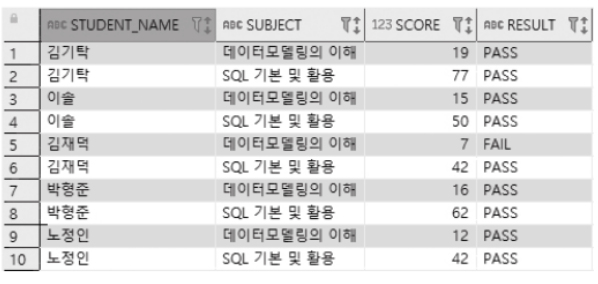 ABC STUDENT_NAME ABC SUBJECT 123 SCORE ABC RESULT
1 김기탁 데이터모델링의 이해 19 PASS
2 김기탁 SQL 기본 및 활용 77 PASS
3 이솔 데이터모델링의 이해 15 PASS
4 이솔 SQL 기본 및 활용 50 PASS
5 김재덕 데이터모델링의 이해 7 FAIL
6 김재덕 SQL 기본 및 활용 42 PASS
7 박형준 데이터모델링의 이해 16 PASS
8 박형준 SQL 기본 및 활용 62 PASS
9 노정인 데이터모델링의 이해 12 PASS
10 노정인 SQL 기본 및 활용 42 PASS